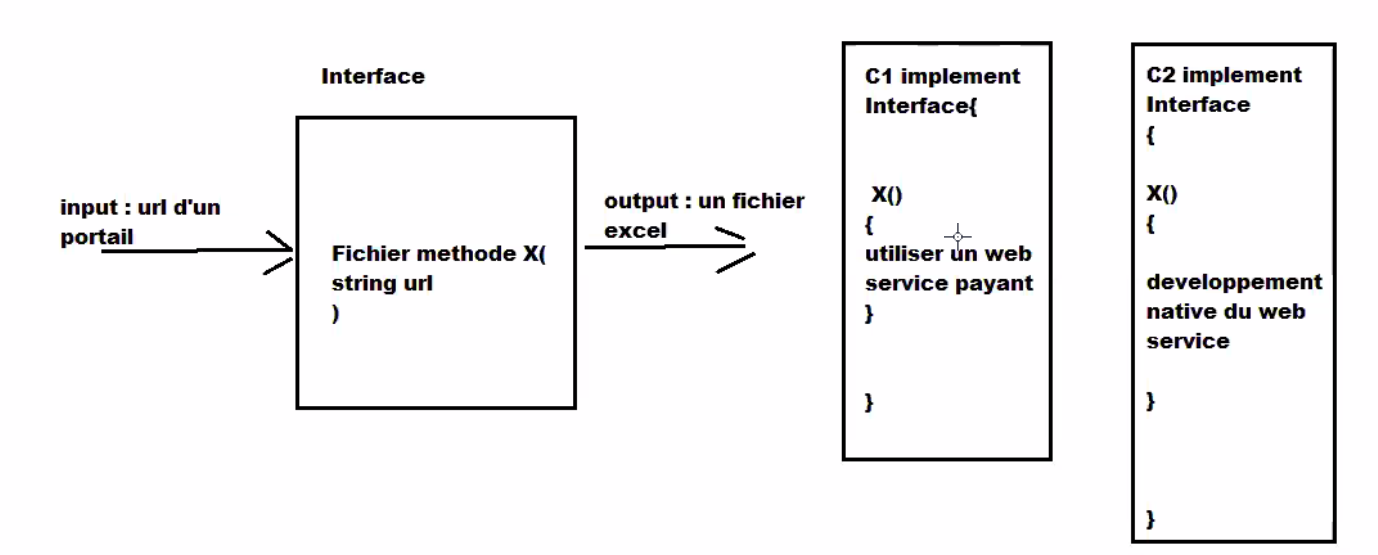 Interface
input : url d'un
portail
Fichier methode X(
string url
)
output : un fichier
excel
C1 implement
Interface{
X()
{
utiliser un web
service payant
}
}
C2 implement
Interface
{
X()
{
developpement
native du web
service
}
}